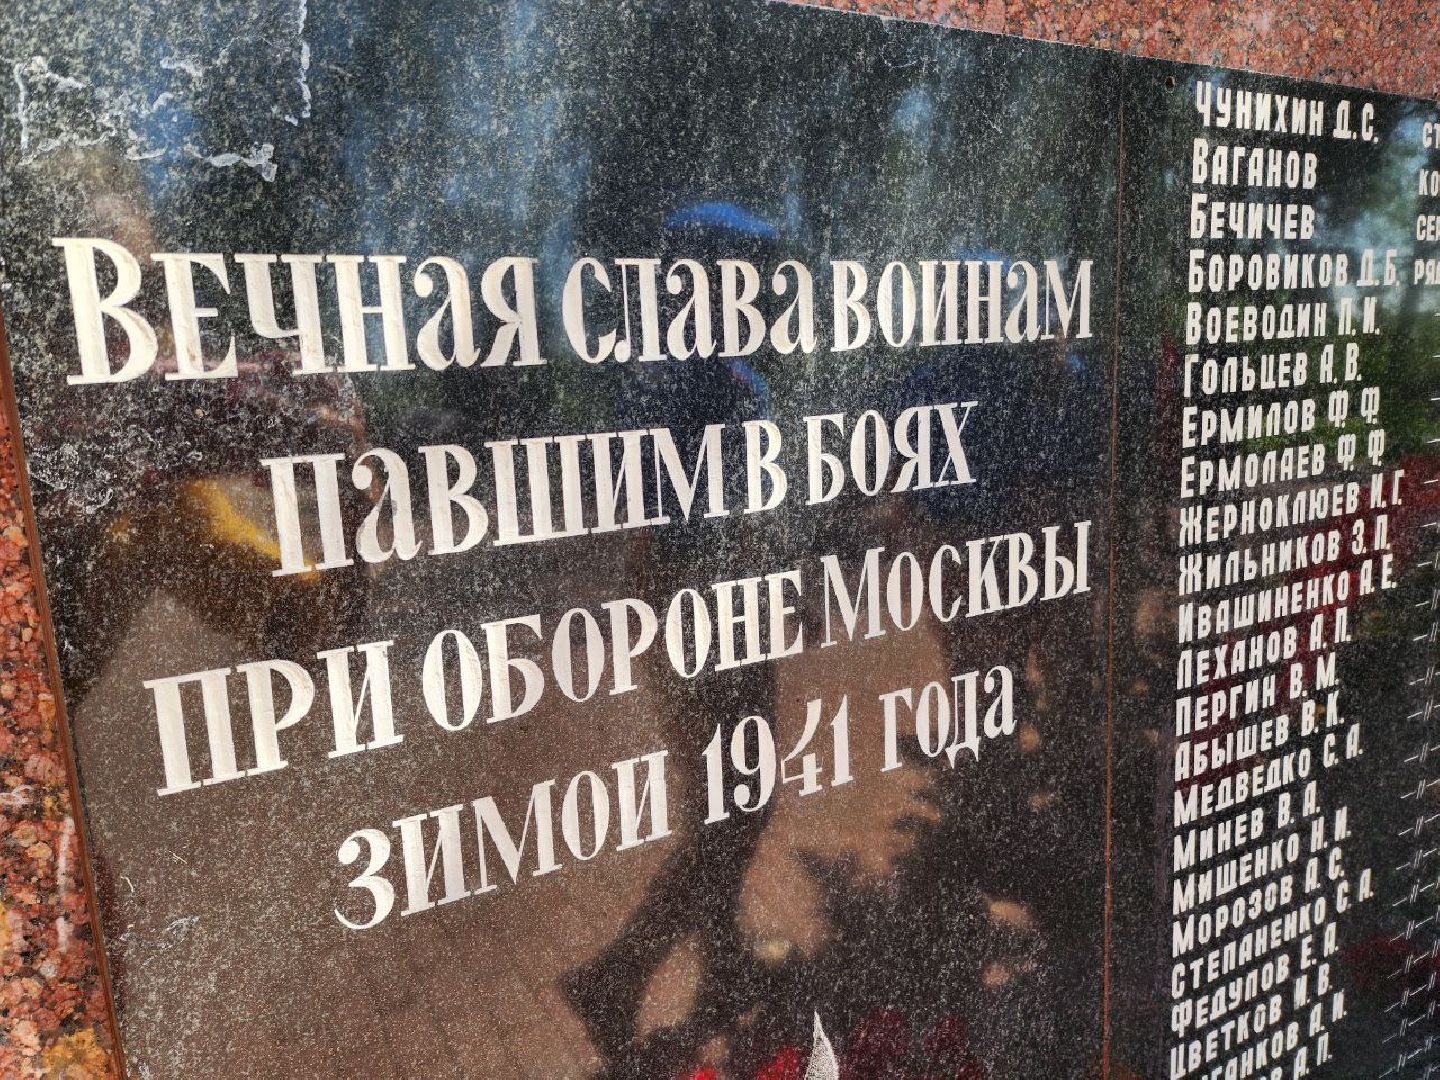 Вечная слава воинам
павшим в боях
при обороне Москвы
зимой 1941 года
Чунихин Д.С.
Ваганов
Бечичев
Боровиков Д.Б.
Воеводин П.И.
Гольцев А.В.
Ермилов Ф.Ф.
Ермолаев Ф.Ф.
Жерноклюев И.Г.
Жильников З.П.
Ивашиненко А.Е.
Леханов Л.П.
Пергин В.М.
Абышев В.К.
Медведко С.А.
Минев В.А.
Мишенко Н.И.
Морозов А.С.
Степаненко С.А.
Федулов Е.А.
Цветков И.В.